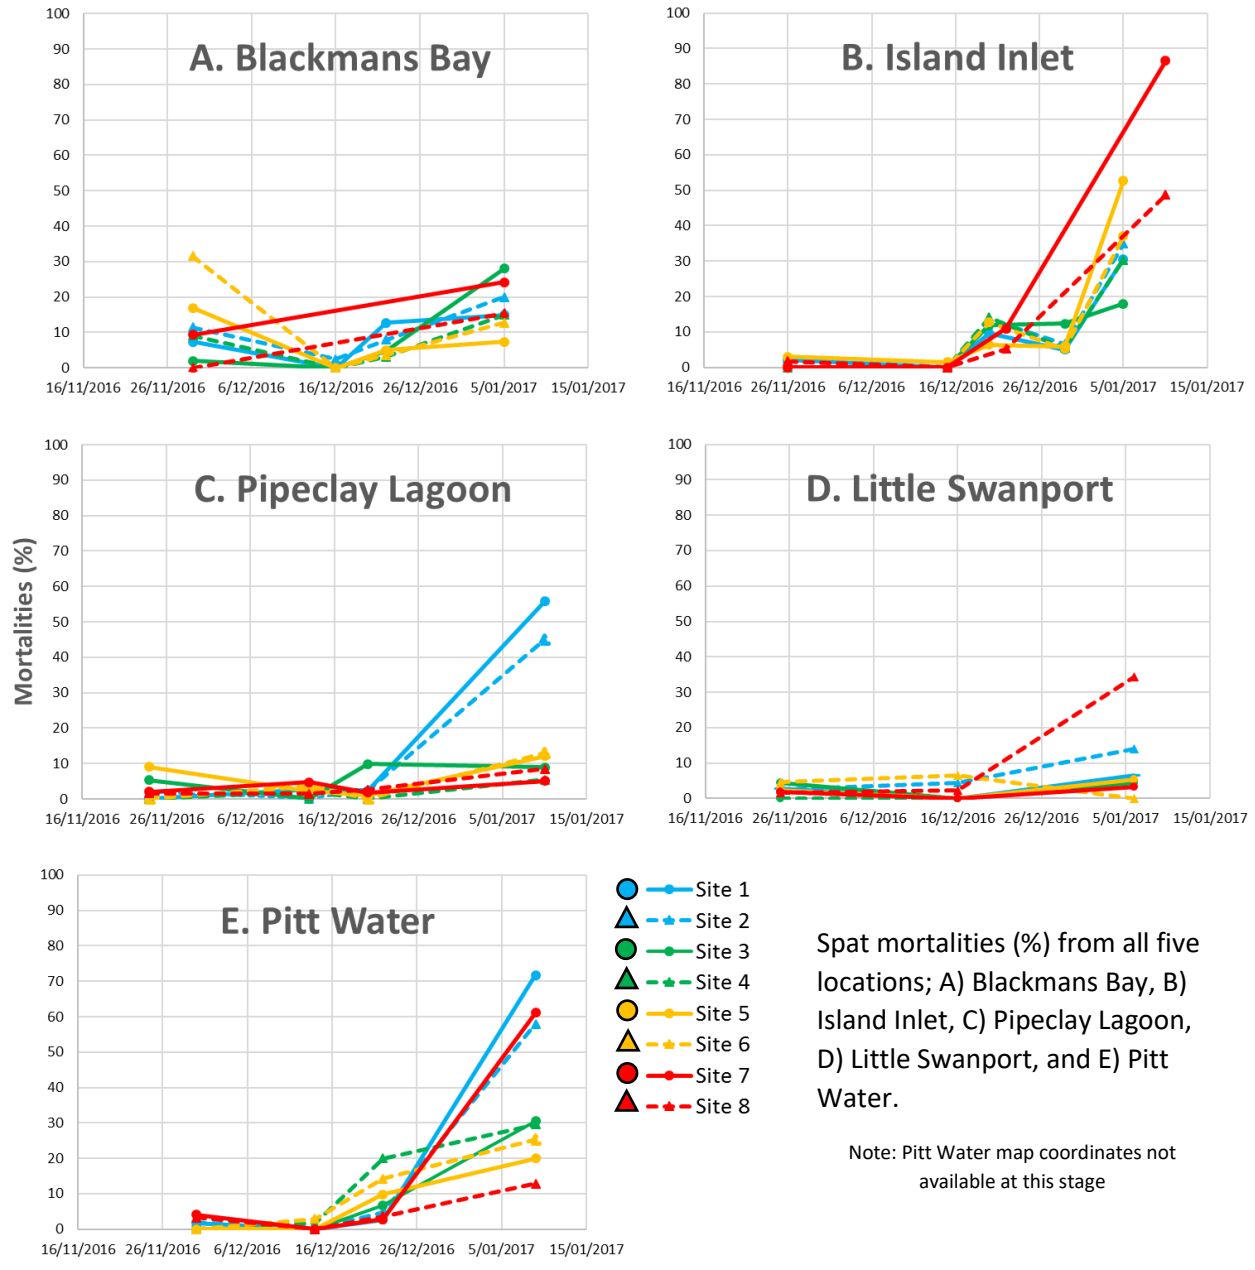 A. Blackmans Bay
100
90
80
70
60
50
40
30
20
10
0
16/11/2016 26/11/2016 6/12/2016 16/12/2016 26/12/2016 5/01/2017 15/01/2017
B. Island Inlet
100
90
80
70
60
50
40
30
20
10
0
16/11/2016 26/11/2016 6/12/2016 16/12/2016 26/12/2016 5/01/2017 15/01/2017
Mortalities (%)
C. Pipeclay Lagoon
100
90
80
70
60
50
40
30
20
10
0
16/11/2016 26/11/2016 6/12/2016 16/12/2016 26/12/2016 5/01/2017 15/01/2017
D. Little Swanport
100
90
80
70
60
50
40
30
20
10
0
16/11/2016 26/11/2016 6/12/2016 16/12/2016 26/12/2016 5/01/2017 15/01/2017
E. Pitt Water
100
90
80
70
60
50
40
30
20
10
0
16/11/2016 26/11/2016 6/12/2016 16/12/2016 26/12/2016 5/01/2017 15/01/2017
Site 1
Site 2
Site 3
Site 4
Site 5
Site 6
Site 7
Site 8
Spat mortalities (%) from all five
locations; A) Blackmans Bay, B)
Island Inlet, C) Pipeclay Lagoon,
D) Little Swanport, and E) Pitt
Water.
Note: Pitt Water map coordinates not
available at this stage